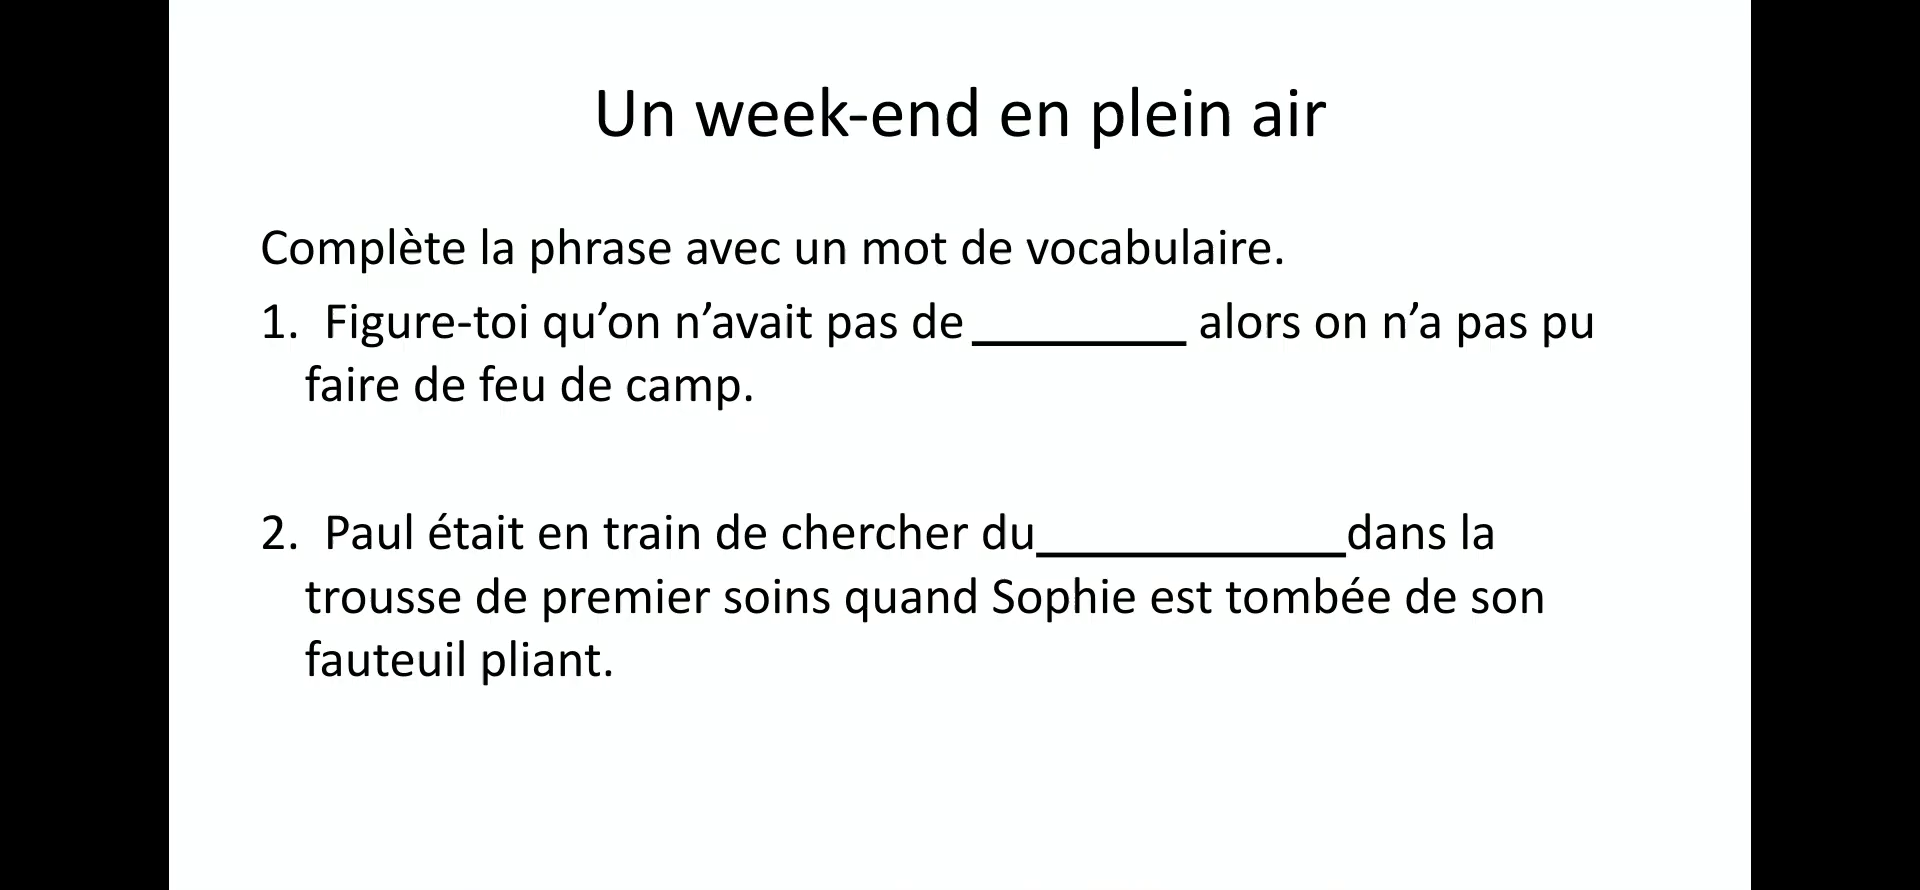 Un week-end en plein air
Complète la phrase avec un mot de vocabulaire.
1. Figure-toi qu’on n’avait pas de ________ alors on n’a pas pu
faire de feu de camp.
2. Paul était en train de chercher du____________dans la
trousse de premier soins quand Sophie est tombée de son
fauteuil pliant.